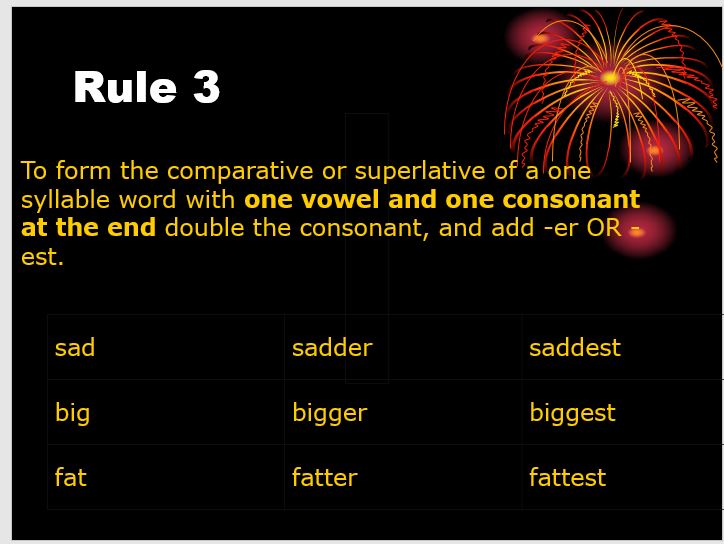 Rule 3
To form the comparative or superlative of a one
syllable word with one vowel and one consonant
at the end double the consonant, and add -er OR -
est.
sad sadder saddest
big bigger biggest
fat fatter fattest